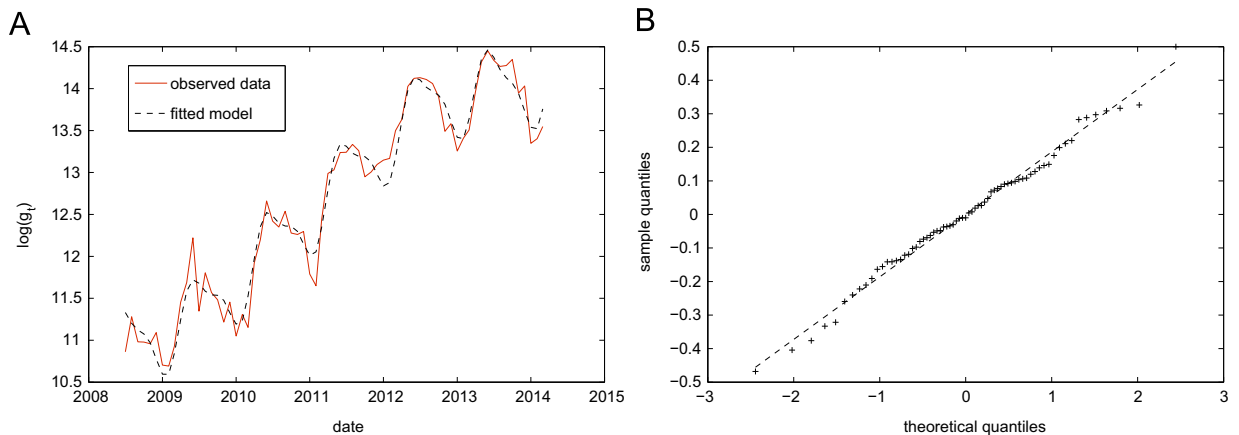 A
14.5
14
13.5
13
12.5
12
11.5
11
10.5
2008 2009 2010 2011 2012 2013 2014 2015
log(gt)
date
observed data
fitted model
B
0.5
0.4
0.3
0.2
0.1
0
−0.1
−0.2
−0.3
−0.4
−0.5
−3 −2 −1 0 1 2 3
sample quantiles
theoretical quantiles